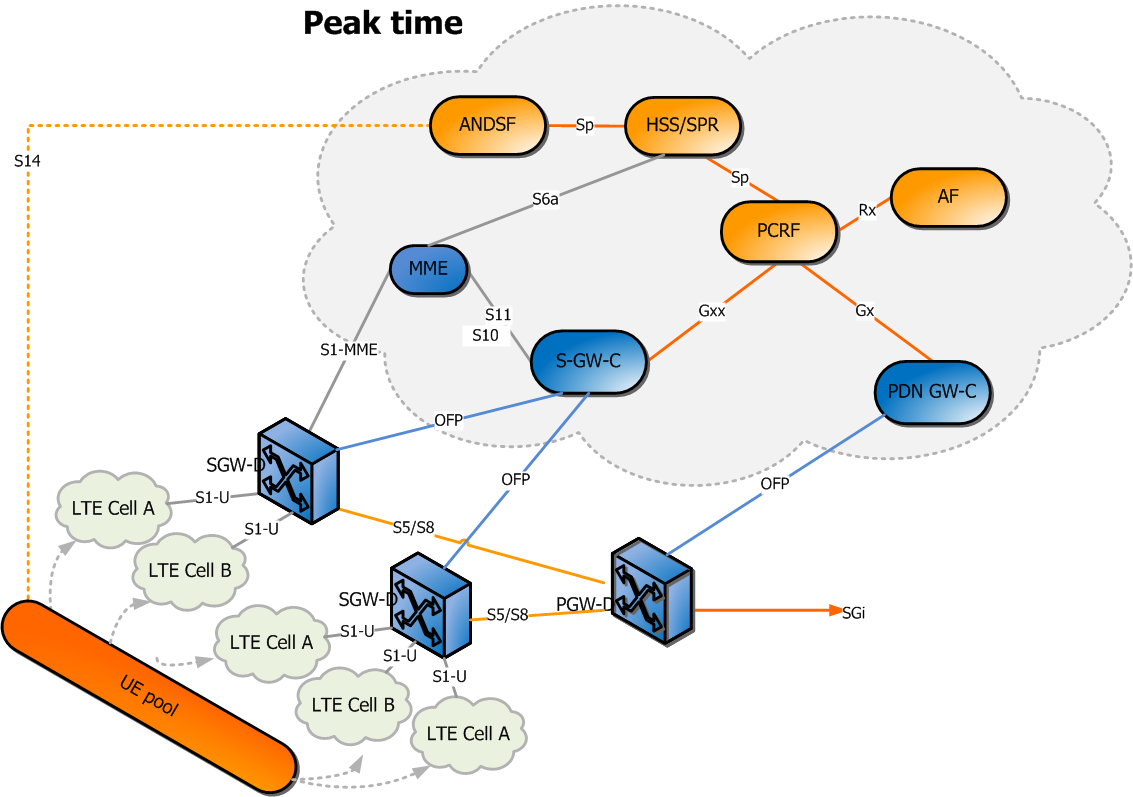 Peak time
ANDSF
Sp
HSS/SPR
S14
Sp
S6a
AF
Rx
PCRF
MME
S11
Gxx
Gx
S10
S1-MME
S-GW-C
PDN GW-C
OFP
SGW-D
OFP
OFP
S1-U
LTE Cell A
S1-U
S5/S8
LTE Cell B
SGW-D
PGW-D
S5/S8
SGi
S1-U
LTE Cell A
S1-U
S1-U
UE pool
LTE Cell B
LTE Cell A